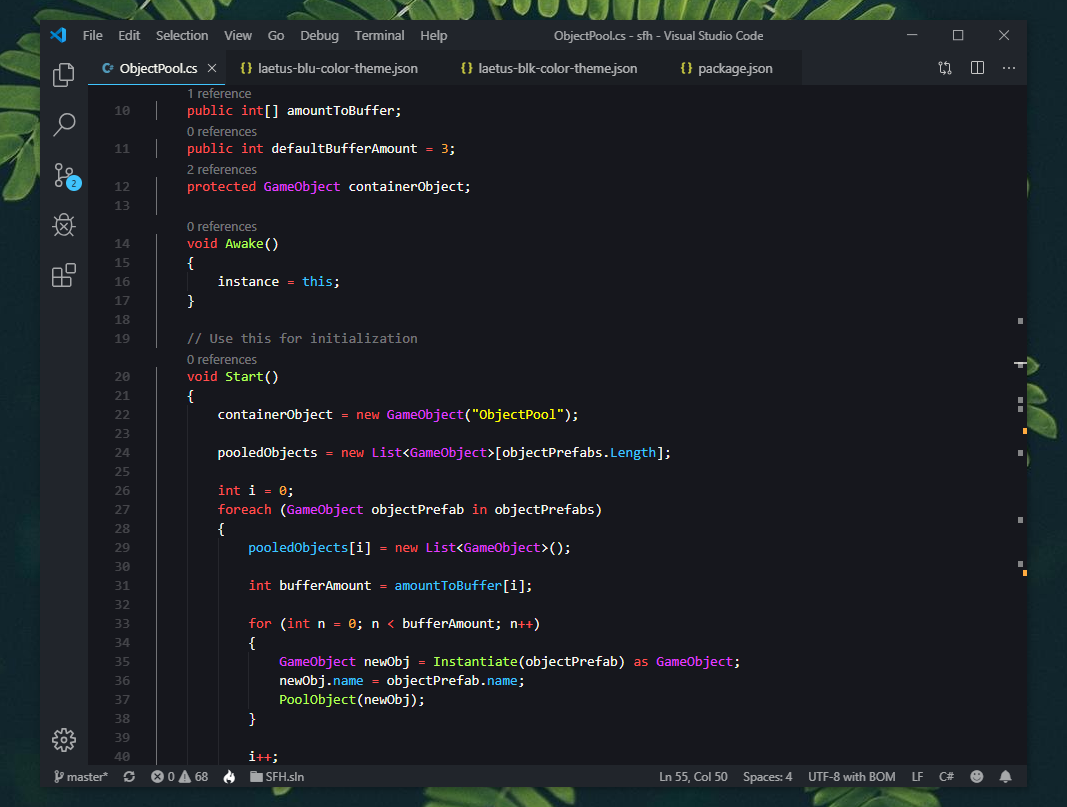 File Edit Selection View Go Debug Terminal Help ObjectPool.cs - sfh - Visual Studio Code
ObjectPool.cs {} laetus-blu-color-theme.json {} laetus-blk-color-theme.json {} package.json
1 reference
10 public int[] amountToBuffer;
0 references
11 public int defaultBufferAmount = 3;
2 references
12 protected GameObject containerObject;
13
0 references
14 void Awake()
15 {
16 instance = this;
17 }
18
19 // Use this for initialization
0 references
20 void Start()
21 {
22 containerObject = new GameObject("ObjectPool");
23
24 pooledObjects = new List<GameObject>[objectPrefabs.Length];
25
26 int i = 0;
27 foreach (GameObject objectPrefab in objectPrefabs)
28 {
29 pooledObjects[i] = new List<GameObject>();
30
31 int bufferAmount = amountToBuffer[i];
32
33 for (int n = 0; n < bufferAmount; n++)
34 {
35 GameObject newObj = Instantiate(objectPrefab) as GameObject;
36 newObj.name = objectPrefab.name;
37 PoolObject(newObj);
38 }
39
40 i++;
2
master* 0 68 SFH.sln Ln 55, Col 50 Spaces: 4 UTF-8 with BOM LF C#